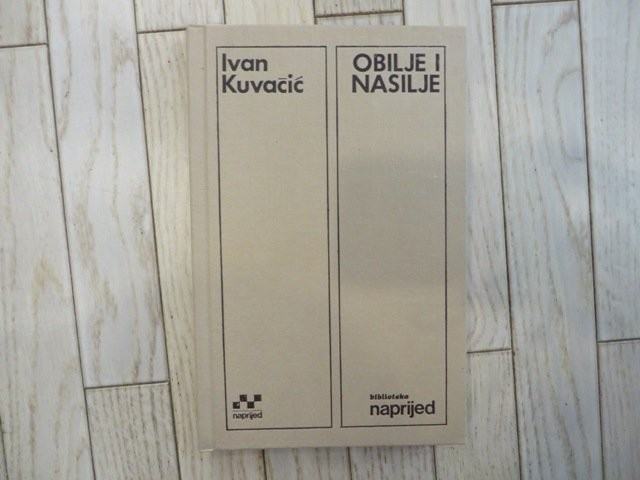 Ivan
Kuvačić
OBILJE I
NASILJE
naprijed
biblioteka
naprijed